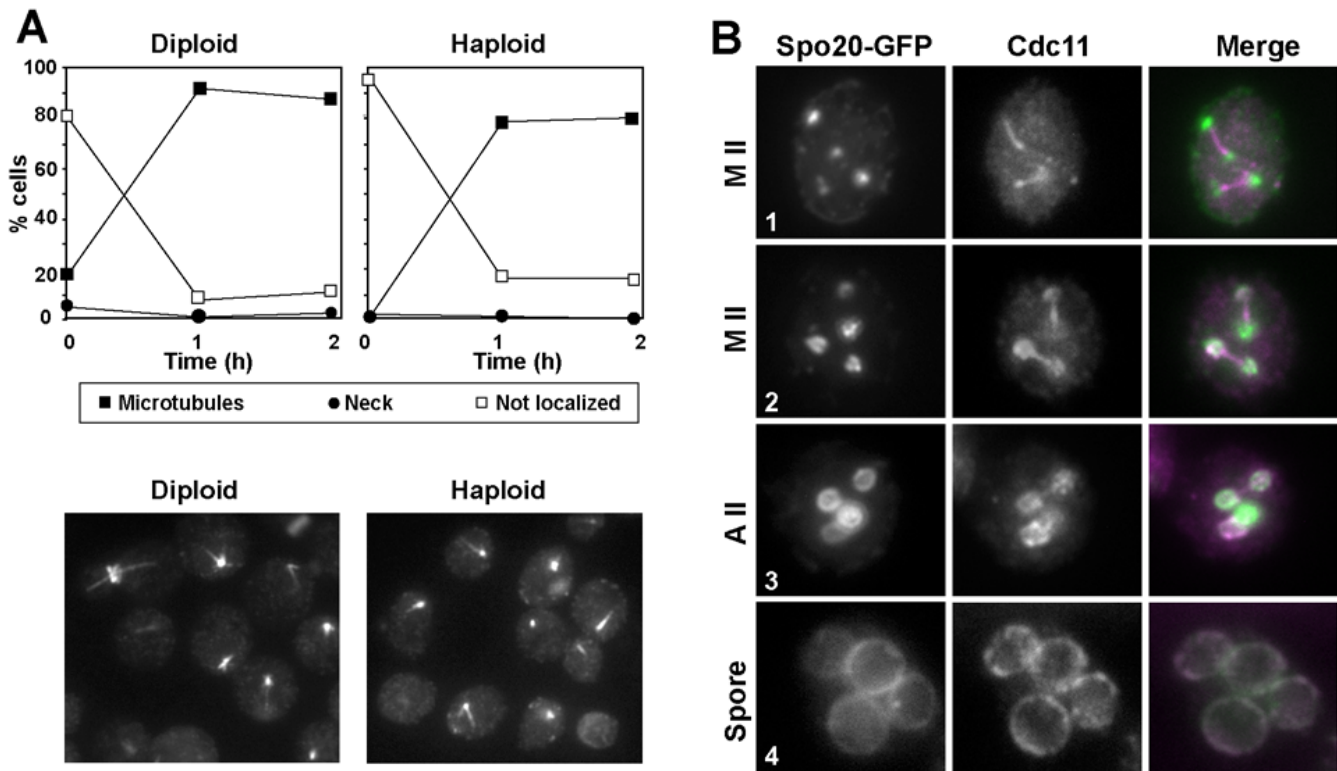 A
Diploid
Haploid
100
80
60
40
20
0
% cells
0 1 2
Time (h)
0 1 2
Time (h)
Microtubules Neck Not localized
Diploid
Haploid
B
Spo20-GFP Cdc11 Merge
M II
1
M II
2
A II
3
Spore
4